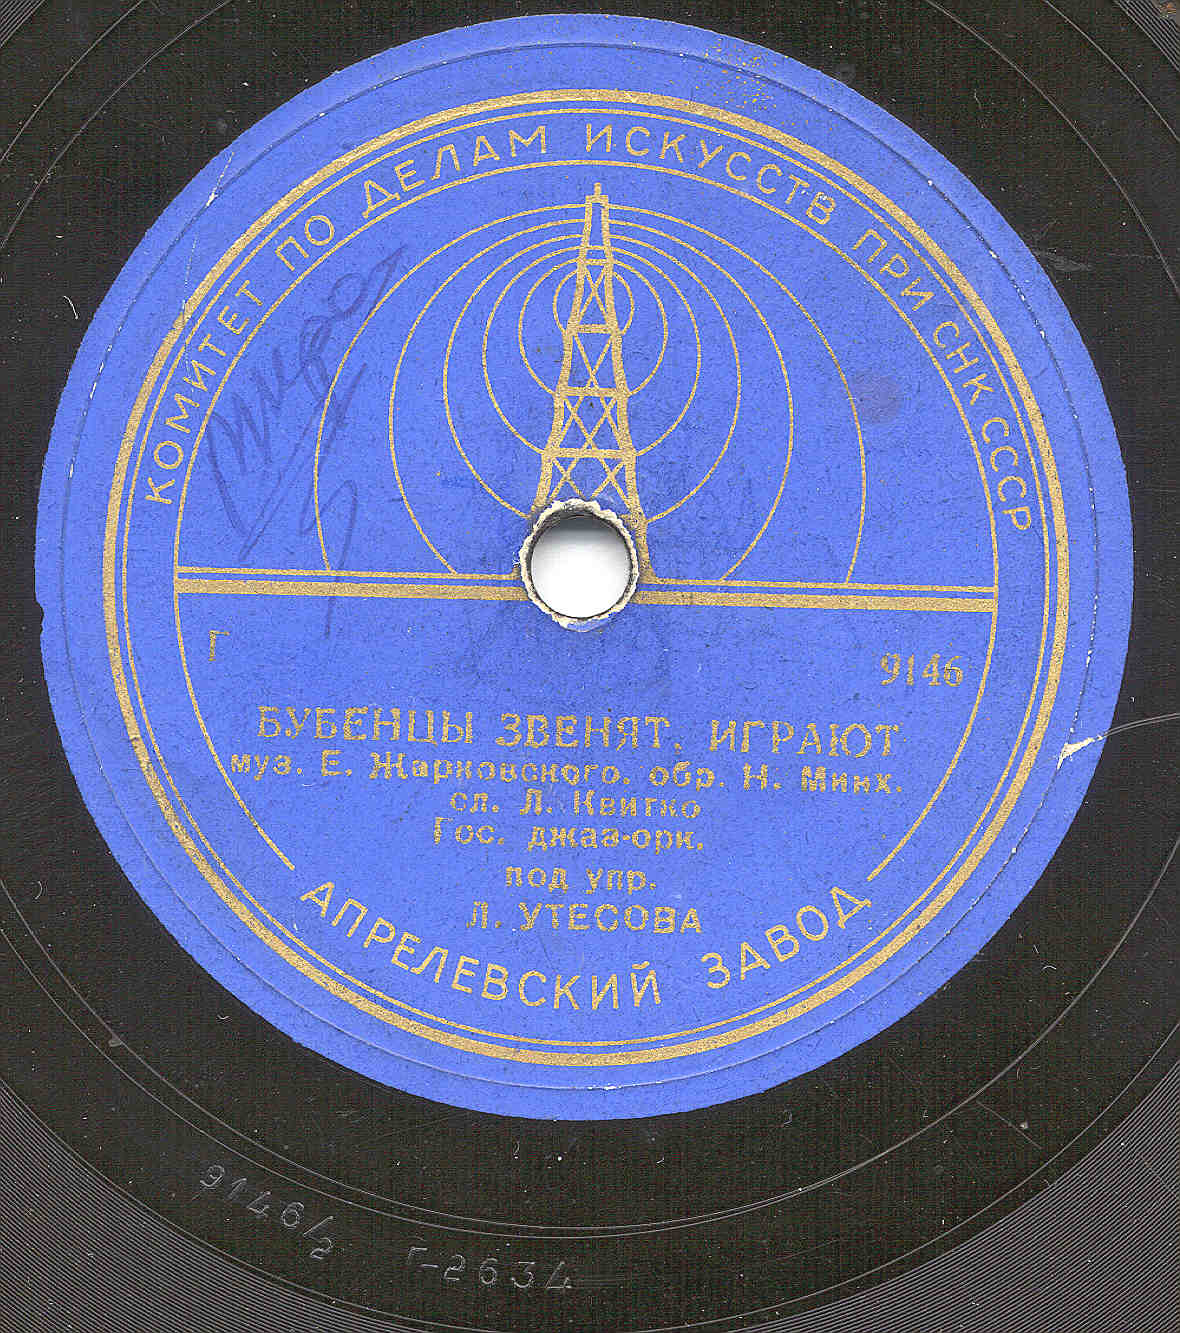 КОМИТЕТ ПО ДЕЛАМ ИСКУССТВ ПРИ СНК СССР
Г 9146
БУБЕНЦЫ ЗВЕНЯТ, ИГРАЮТ
муз. Е. Жарковского. обр. Н. Минх.
сл. Л. Квитко
Гос. джаз-орк.
под упр.
Л. УТЕСОВА
АПРЕЛЕВСКИЙ ЗАВОД
9146/2 Г-2634